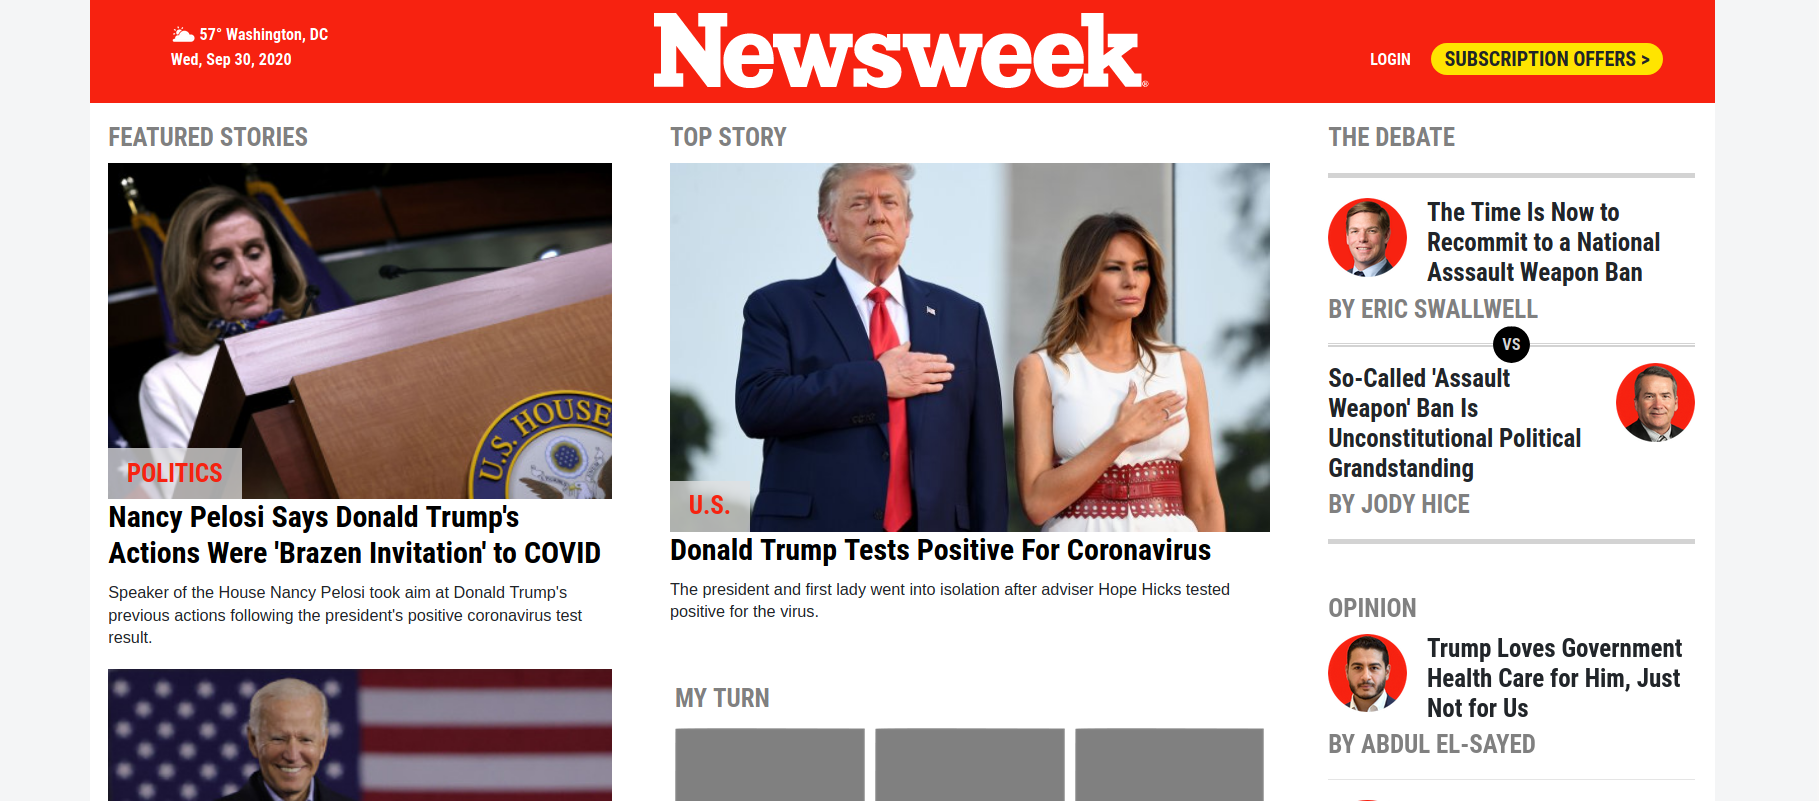 57° Washington, DC
Wed, Sep 30, 2020
Newsweek®
LOGIN
SUBSCRIPTION OFFERS >
FEATURED STORIES
U.S. HOUSE
POLITICS
Nancy Pelosi Says Donald Trump's
Actions Were 'Brazen Invitation' to COVID
Speaker of the House Nancy Pelosi took aim at Donald Trump's
previous actions following the president's positive coronavirus test
result.
TOP STORY
U.S.
Donald Trump Tests Positive For Coronavirus
The president and first lady went into isolation after adviser Hope Hicks tested
positive for the virus.
MY TURN
THE DEBATE
The Time Is Now to
Recommit to a National
Asssault Weapon Ban
BY ERIC SWALLWELL
VS
So-Called 'Assault
Weapon' Ban Is
Unconstitutional Political
Grandstanding
BY JODY HICE
OPINION
Trump Loves Government
Health Care for Him, Just
Not for Us
BY ABDUL EL-SAYED